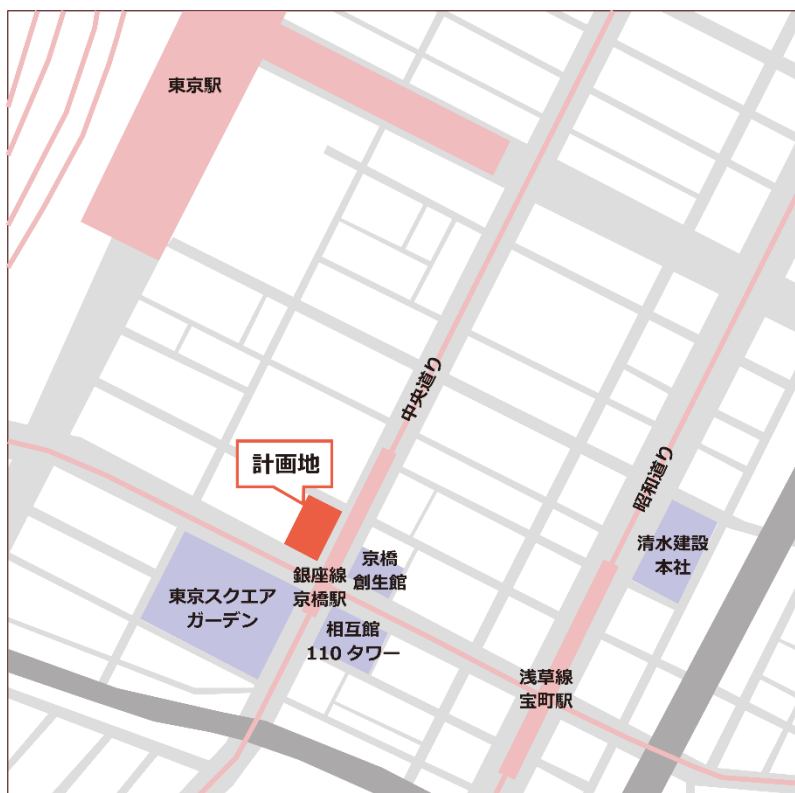 東京駅
中央道り
昭和道り
計画地
清水建設
本社
京橋
創生館
銀座線
京橋駅
東京スクエア
ガーデン
相互館
110 タワー
浅草線
宝町駅